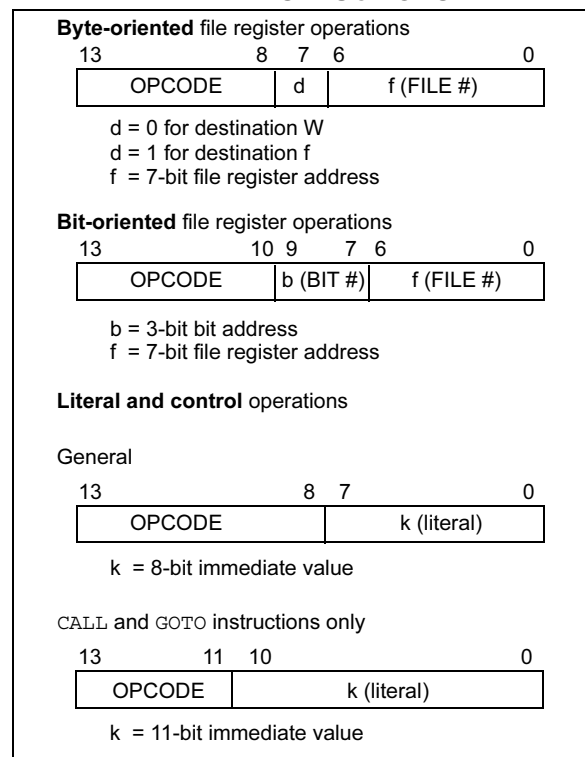 Byte-oriented file register operations
13 8 7 6 0
OPCODE d f (FILE #)
d = 0 for destination W
d = 1 for destination f
f = 7-bit file register address
Bit-oriented file register operations
13 10 9 7 6 0
OPCODE b (BIT #) f (FILE #)
b = 3-bit bit address
f = 7-bit file register address
Literal and control operations
General
13 8 7 0
OPCODE k (literal)
k = 8-bit immediate value
CALL and GOTO instructions only
13 11 10 0
OPCODE k (literal)
k = 11-bit immediate value